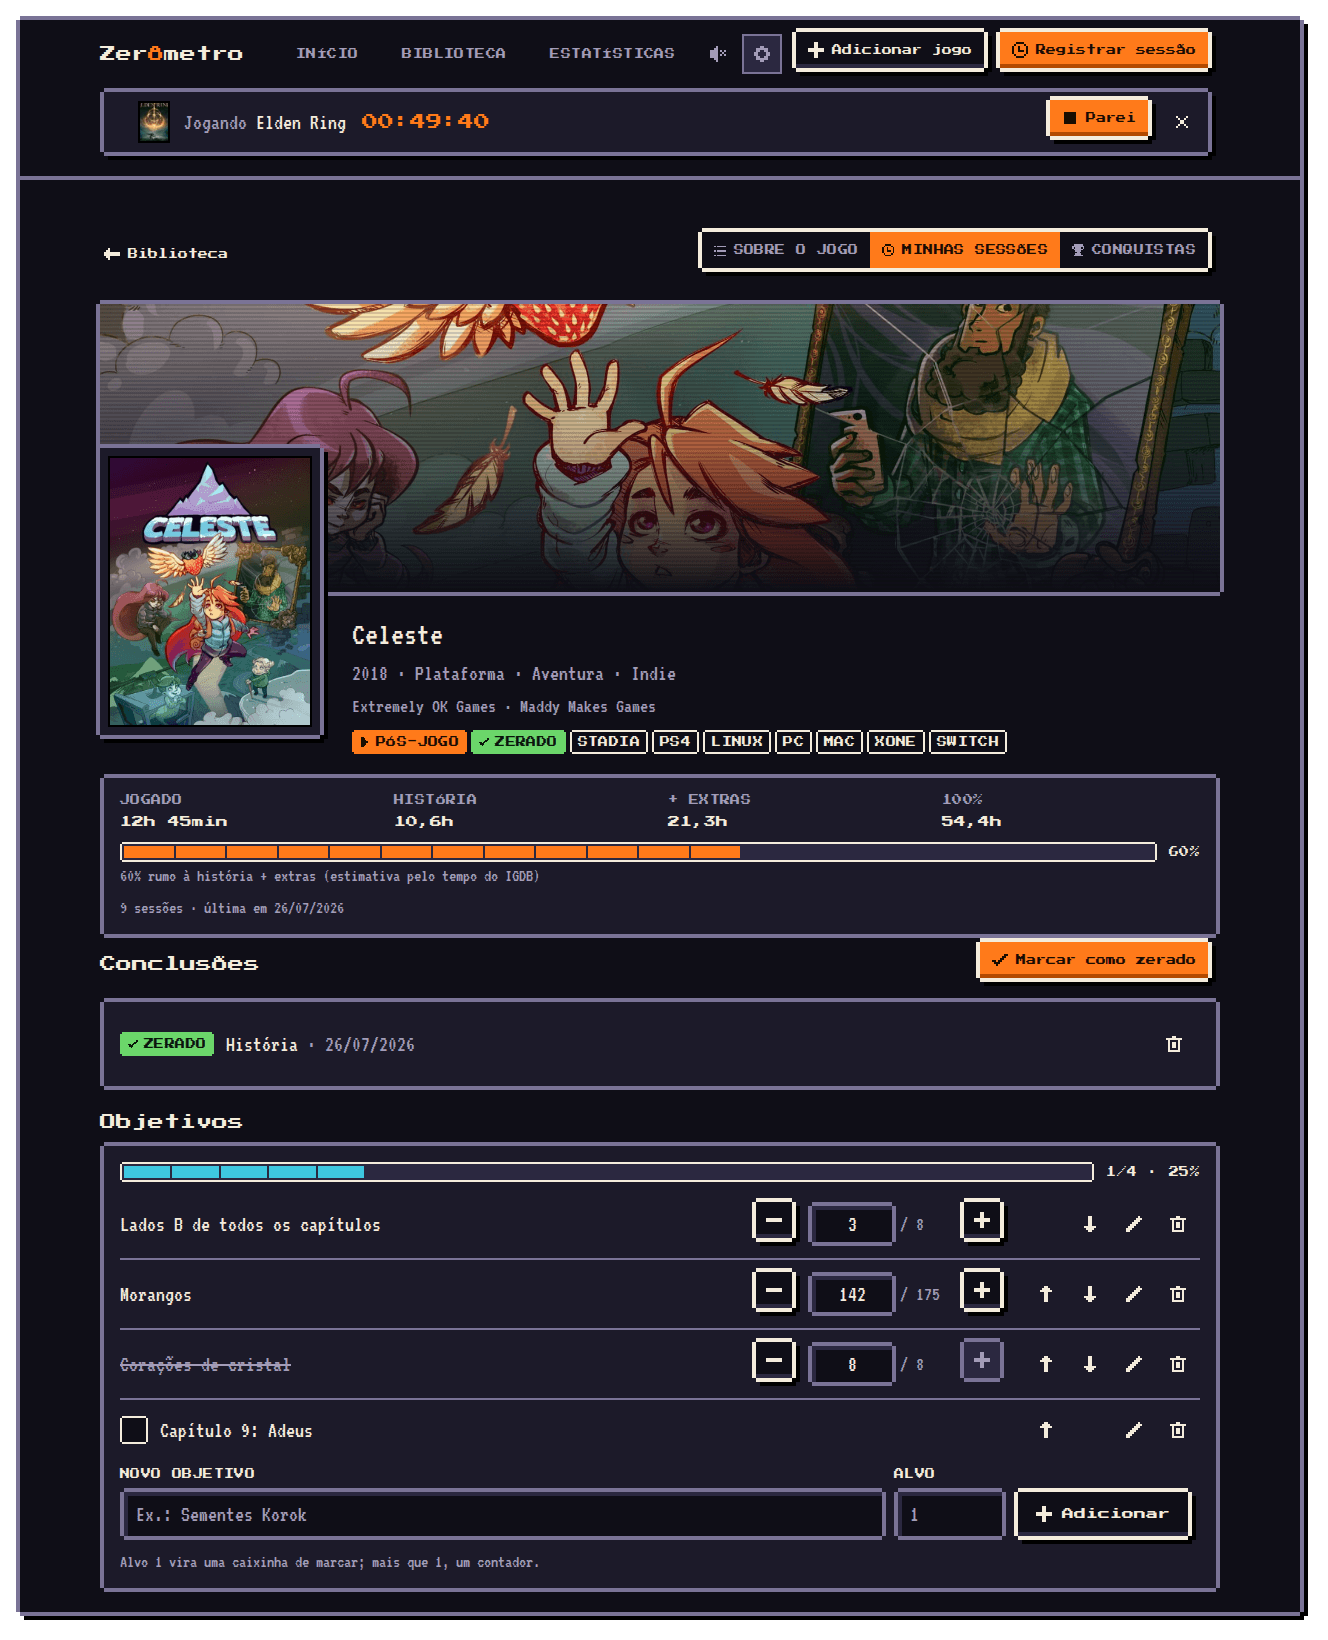 Zerômetro
INÍCIO
BIBLIOTECA
ESTATÍSTICAS
Adicionar jogo
Registrar sessão
Jogando Elden Ring 00:49:40
Parei
Biblioteca
SOBRE O JOGO
MINHAS SESSÕES
CONQUISTAS
CELESTE
Celeste
2018 · Plataforma · Aventura · Indie
Extremely OK Games · Maddy Makes Games
PÓS-JOGO
ZERADO
STADIA
PS4
LINUX
PC
MAC
XONE
SWITCH
JOGADO
12h 45min
HISTÓRIA
10,6h
+ EXTRAS
21,3h
100%
54,4h
60%
60% rumo à história + extras (estimativa pelo tempo do IGDB)
9 sessões · última em 26/07/2026
Conclusões
Marcar como zerado
ZERADO
História · 26/07/2026
Objetivos
1/4 · 25%
Lados B de todos os capítulos
3 / 8
Morangos
142 / 175
Corações de cristal
8 / 8
Capítulo 9: Adeus
NOVO OBJETIVO
ALVO
Ex.: Sementes Korok
1
Adicionar
Alvo 1 vira uma caixinha de marcar; mais que 1, um contador.